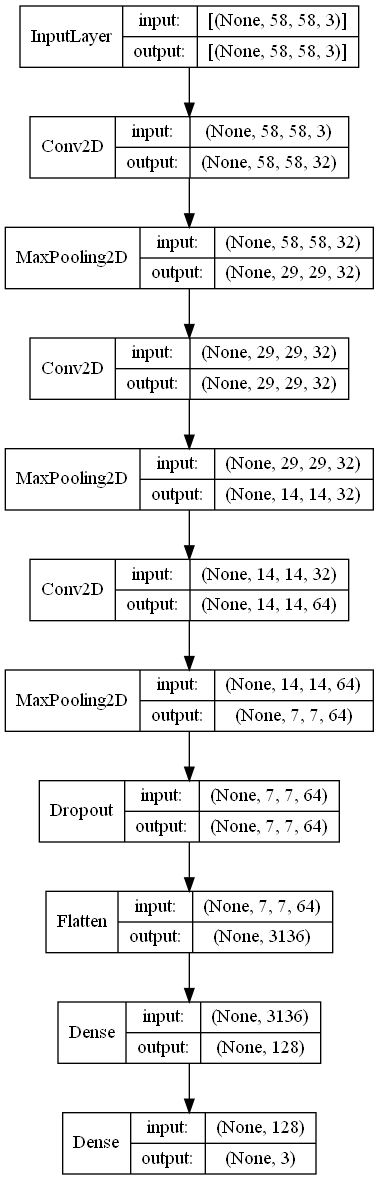 InputLayer input: [(None, 58, 58, 3)]
output: [(None, 58, 58, 3)]
Conv2D input: (None, 58, 58, 3)
output: (None, 58, 58, 32)
MaxPooling2D input: (None, 58, 58, 32)
output: (None, 29, 29, 32)
Conv2D input: (None, 29, 29, 32)
output: (None, 29, 29, 32)
MaxPooling2D input: (None, 29, 29, 32)
output: (None, 14, 14, 32)
Conv2D input: (None, 14, 14, 32)
output: (None, 14, 14, 64)
MaxPooling2D input: (None, 14, 14, 64)
output: (None, 7, 7, 64)
Dropout input: (None, 7, 7, 64)
output: (None, 7, 7, 64)
Flatten input: (None, 7, 7, 64)
output: (None, 3136)
Dense input: (None, 3136)
output: (None, 128)
Dense input: (None, 128)
output: (None, 3)